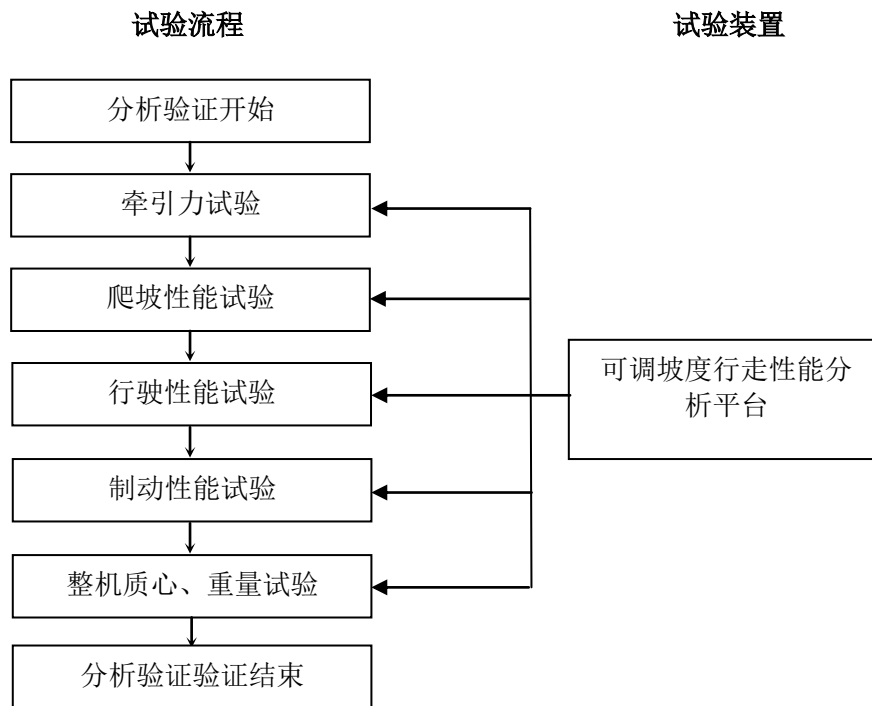 试验流程
试验装置
分析验证开始
牵引力试验
爬坡性能试验
行驶性能试验
可调坡度行走性能分
析平台
制动性能试验
整机质心、重量试验
分析验证验证结束